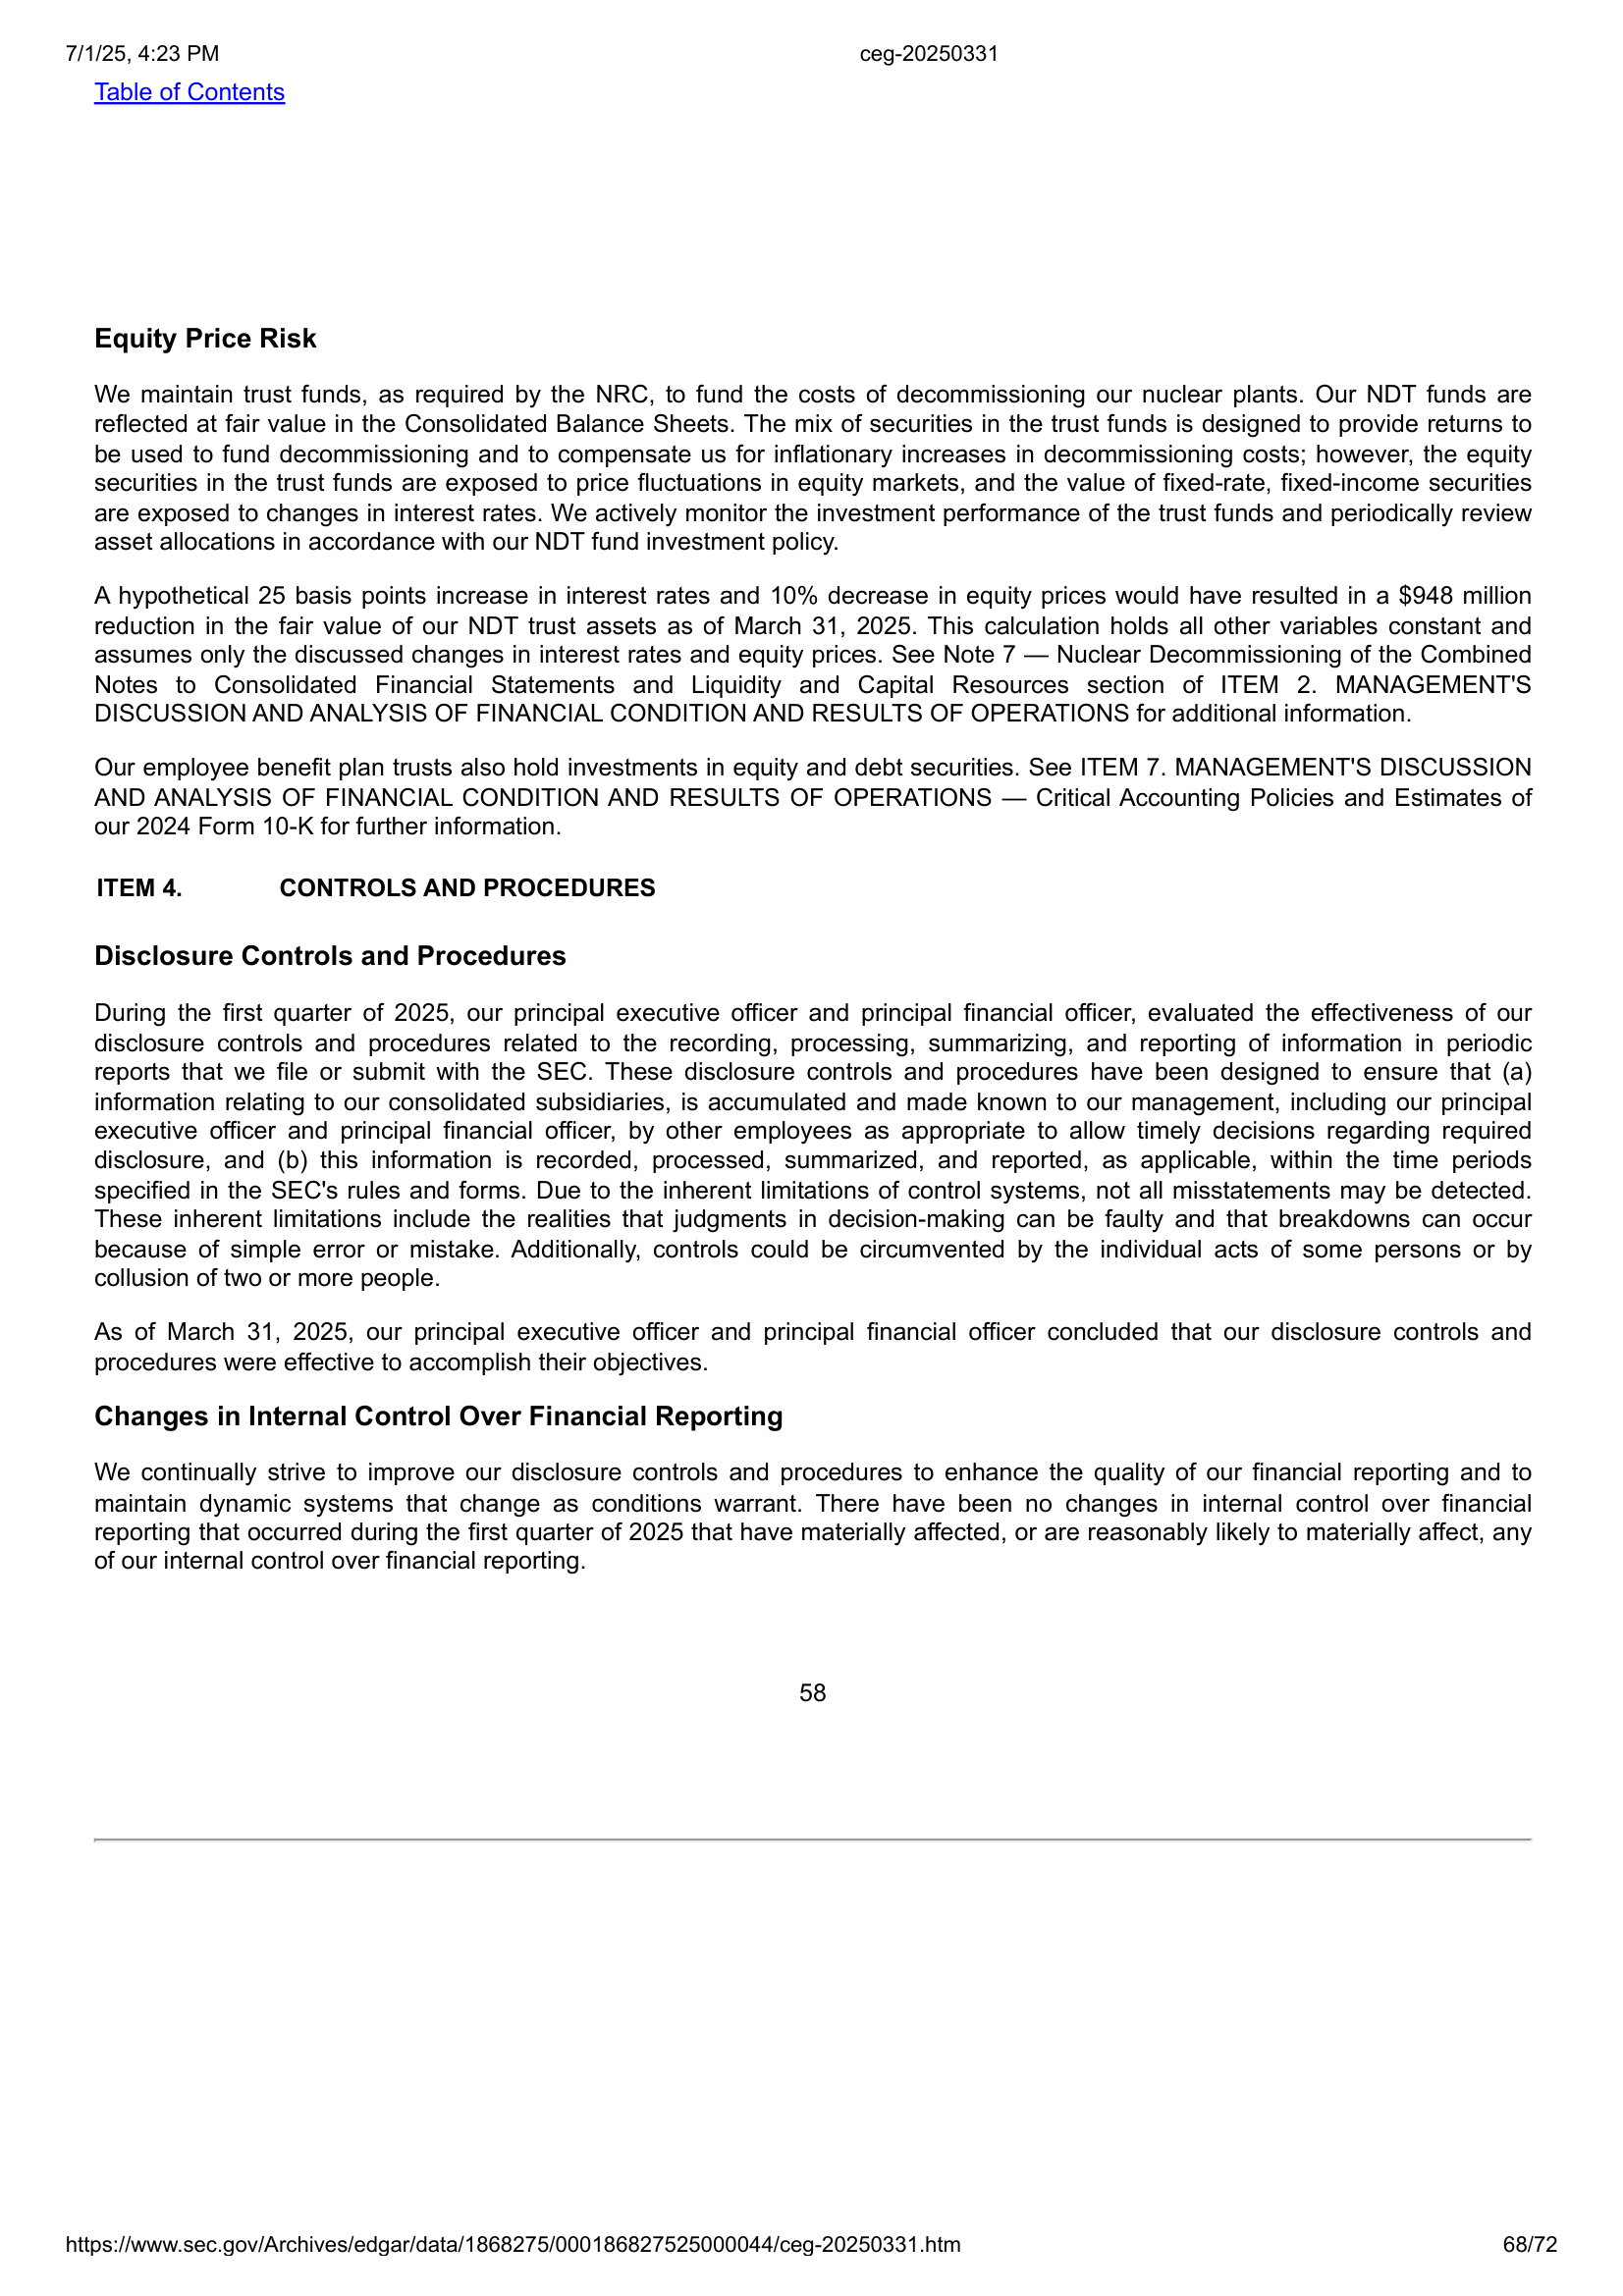 7/1/25, 4:23 PM
ceg-20250331
Table of Contents
Equity Price Risk
We maintain trust funds, as required by the NRC, to fund the costs of decommissioning our nuclear plants. Our NDT funds are
reflected at fair value in the Consolidated Balance Sheets. The mix of securities in the trust funds is designed to provide returns to
be used to fund decommissioning and to compensate us for inflationary increases in decommissioning costs; however, the equity
securities in the trust funds are exposed to price fluctuations in equity markets, and the value of fixed-rate, fixed-income securities
are exposed to changes in interest rates. We actively monitor the investment performance of the trust funds and periodically review
asset allocations in accordance with our NDT fund investment policy.
A hypothetical 25 basis points increase in interest rates and 10% decrease in equity prices would have resulted in a $948 million
reduction in the fair value of our NDT trust assets as of March 31, 2025. This calculation holds all other variables constant and
assumes only the discussed changes in interest rates and equity prices. See Note 7 — Nuclear Decommissioning of the Combined
Notes to Consolidated Financial Statements and Liquidity and Capital Resources section of ITEM 2. MANAGEMENT'S
DISCUSSION AND ANALYSIS OF FINANCIAL CONDITION AND RESULTS OF OPERATIONS for additional information.
Our employee benefit plan trusts also hold investments in equity and debt securities. See ITEM 7. MANAGEMENT'S DISCUSSION
AND ANALYSIS OF FINANCIAL CONDITION AND RESULTS OF OPERATIONS — Critical Accounting Policies and Estimates of
our 2024 Form 10-K for further information.
ITEM 4. CONTROLS AND PROCEDURES
Disclosure Controls and Procedures
During the first quarter of 2025, our principal executive officer and principal financial officer, evaluated the effectiveness of our
disclosure controls and procedures related to the recording, processing, summarizing, and reporting of information in periodic
reports that we file or submit with the SEC. These disclosure controls and procedures have been designed to ensure that (a)
information relating to our consolidated subsidiaries, is accumulated and made known to our management, including our principal
executive officer and principal financial officer, by other employees as appropriate to allow timely decisions regarding required
disclosure, and (b) this information is recorded, processed, summarized, and reported, as applicable, within the time periods
specified in the SEC's rules and forms. Due to the inherent limitations of control systems, not all misstatements may be detected.
These inherent limitations include the realities that judgments in decision-making can be faulty and that breakdowns can occur
because of simple error or mistake. Additionally, controls could be circumvented by the individual acts of some persons or by
collusion of two or more people.
As of March 31, 2025, our principal executive officer and principal financial officer concluded that our disclosure controls and
procedures were effective to accomplish their objectives.
Changes in Internal Control Over Financial Reporting
We continually strive to improve our disclosure controls and procedures to enhance the quality of our financial reporting and to
maintain dynamic systems that change as conditions warrant. There have been no changes in internal control over financial
reporting that occurred during the first quarter of 2025 that have materially affected, or are reasonably likely to materially affect, any
of our internal control over financial reporting.
58
https://www.sec.gov/Archives/edgar/data/1868275/000186827525000044/ceg-20250331.htm
68/72